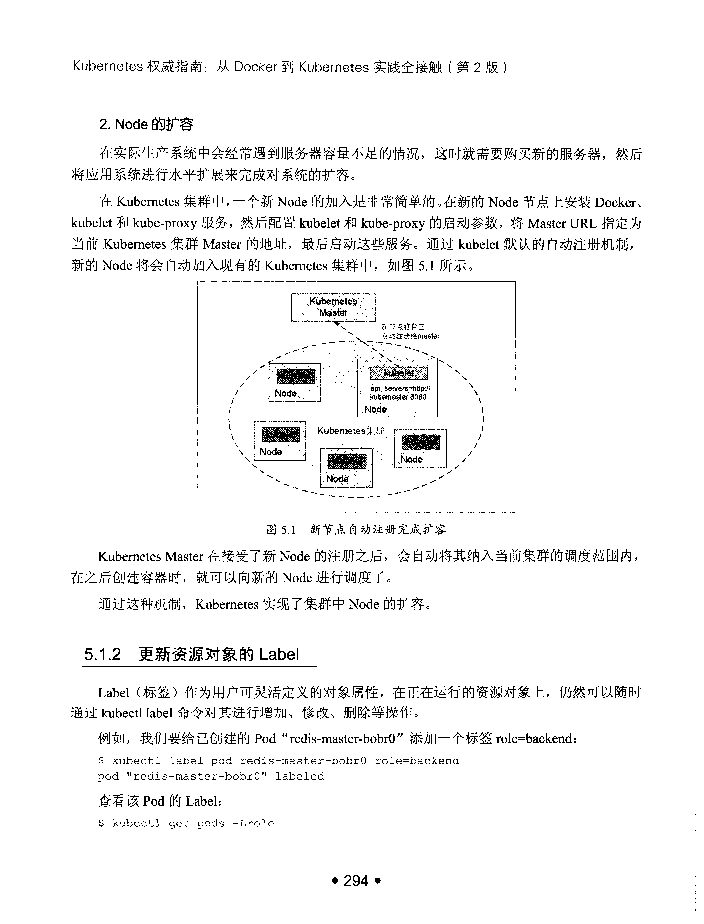 Kubernetes 权威指南：从 Docker 到 Kubernetes 实践全接触（第 2 版）
2. Node 的扩容
在实际生产系统中会经常遇到服务器容量不足的情况，这时就需要购买新的服务器，然后
将应用系统进行水平扩展来完成对系统的扩容。
在 Kubernetes 集群中，一个新 Node 的加入是非常简单的。在新的 Node 节点上安装 Docker、
kubelet 和 kube-proxy 服务，然后配置 kubelet 和 kube-proxy 的启动参数，将 Master URL 指定为
当前 Kubernetes 集群 Master 的地址，最后启动这些服务。通过 kubelet 默认的自动注册机制，
新的 Node 将会自动加入现有的 Kubernetes 集群中，如图 5.1 所示。
Kubernetes
Master
kubelet
Node
Node
Kubernetes集群
Node
Node
Node
图 5.1 新节点自动注册完成扩容
Kubernetes Master 在接受了新 Node 的注册之后，会自动将其纳入当前集群的调度范围内，
在之后创建容器时，就可以向新的 Node 进行调度了。
通过这种机制，Kubernetes 实现了集群中 Node 的扩容。
5.1.2 更新资源对象的 Label
Label（标签）作为用户可灵活定义的对象属性，在正在运行的资源对象上，仍然可以随时
通过 kubectl label 命令对其进行增加、修改、删除等操作。
例如，我们要给已创建的 Pod“redis-master-bobr0”添加一个标签 role=backend：
$ kubectl label pod redis-master-bobr0 role=backend
pod "redis-master-bobr0" labeled
查看该 Pod 的 Label：
$ kubectl get pods -Lrole
• 294 •